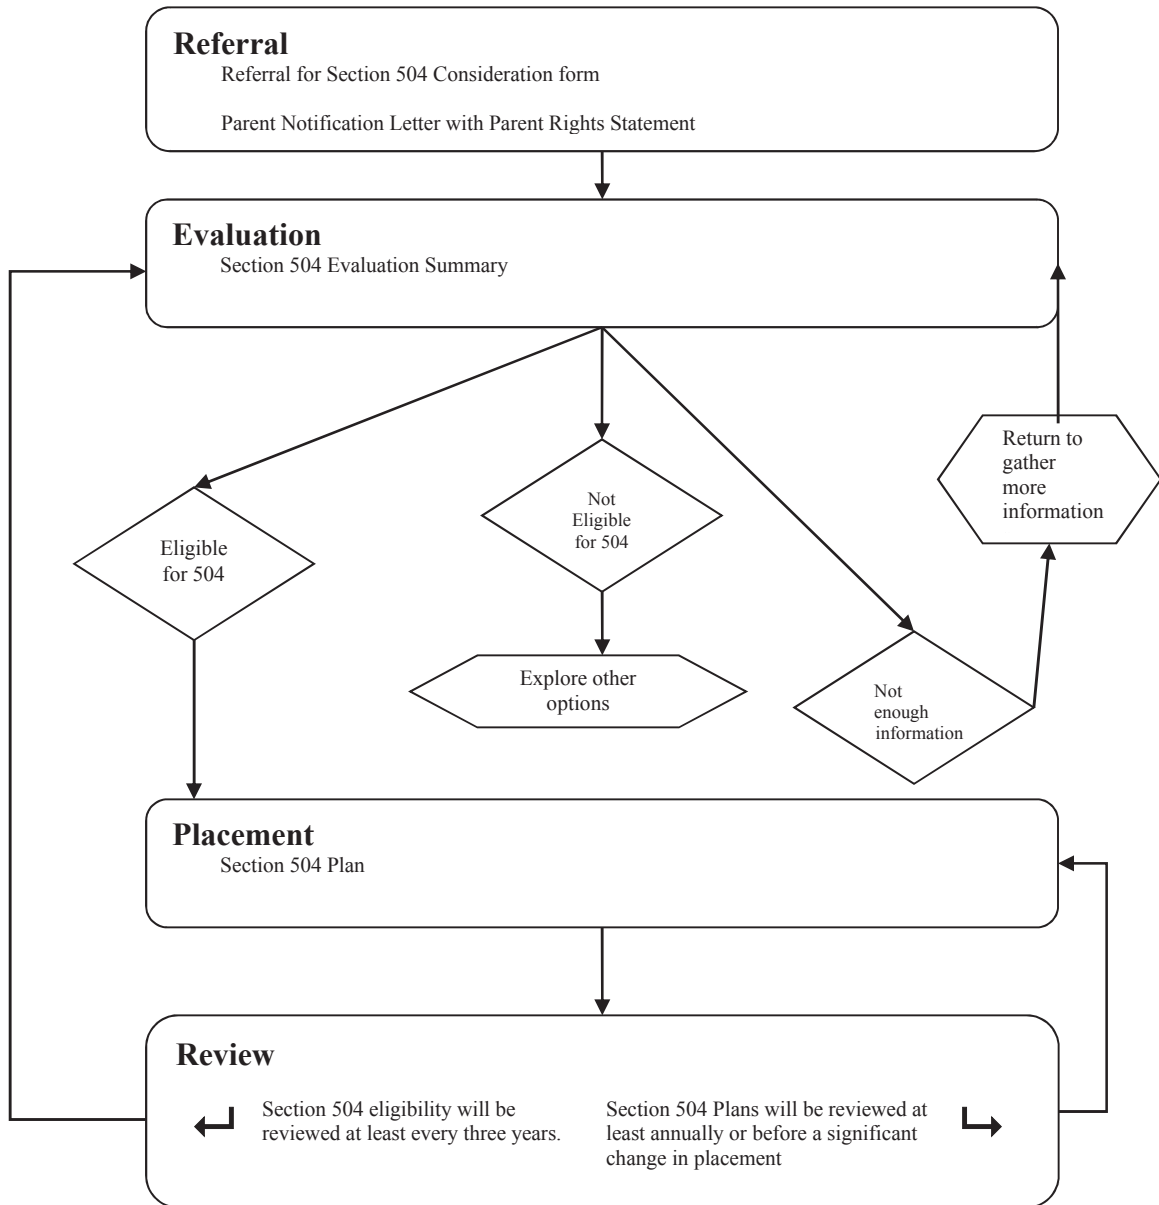 Referral
Referral for Section 504 Consideration form
Parent Notification Letter with Parent Rights Statement
Evaluation
Section 504 Evaluation Summary
Return to
gather
more
information
Not
Eligible
for 504
Eligible
for 504
Explore other
options
Not
enough
information
Placement
Section 504 Plan
Review
Section 504 eligibility will be
reviewed at least every three years.
Section 504 Plans will be reviewed at
least annually or before a significant
change in placement